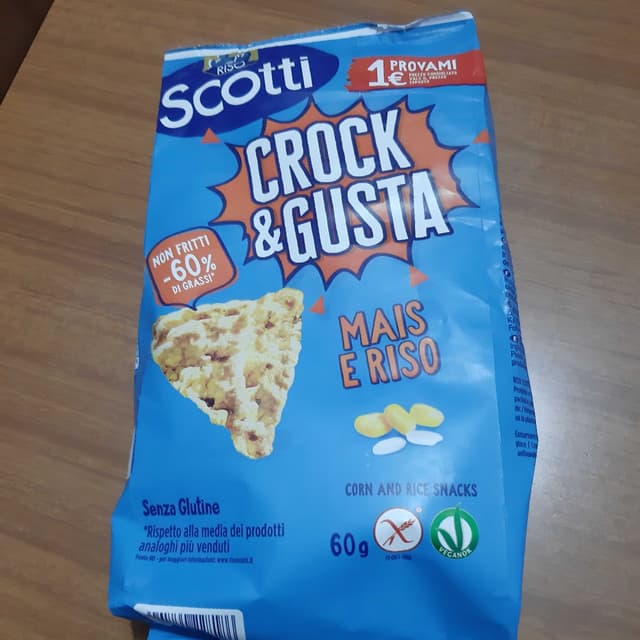 RISO
Scotti
1€ PROVAMI
CROCK
& GUSTA
NON FRITTI
-60%
DI GRASSI*
MAIS
E RISO
CORN AND RICE SNACKS
Senza Glutine
*Rispetto alla media dei prodotti
analoghi più venduti
60g
VEGANOK